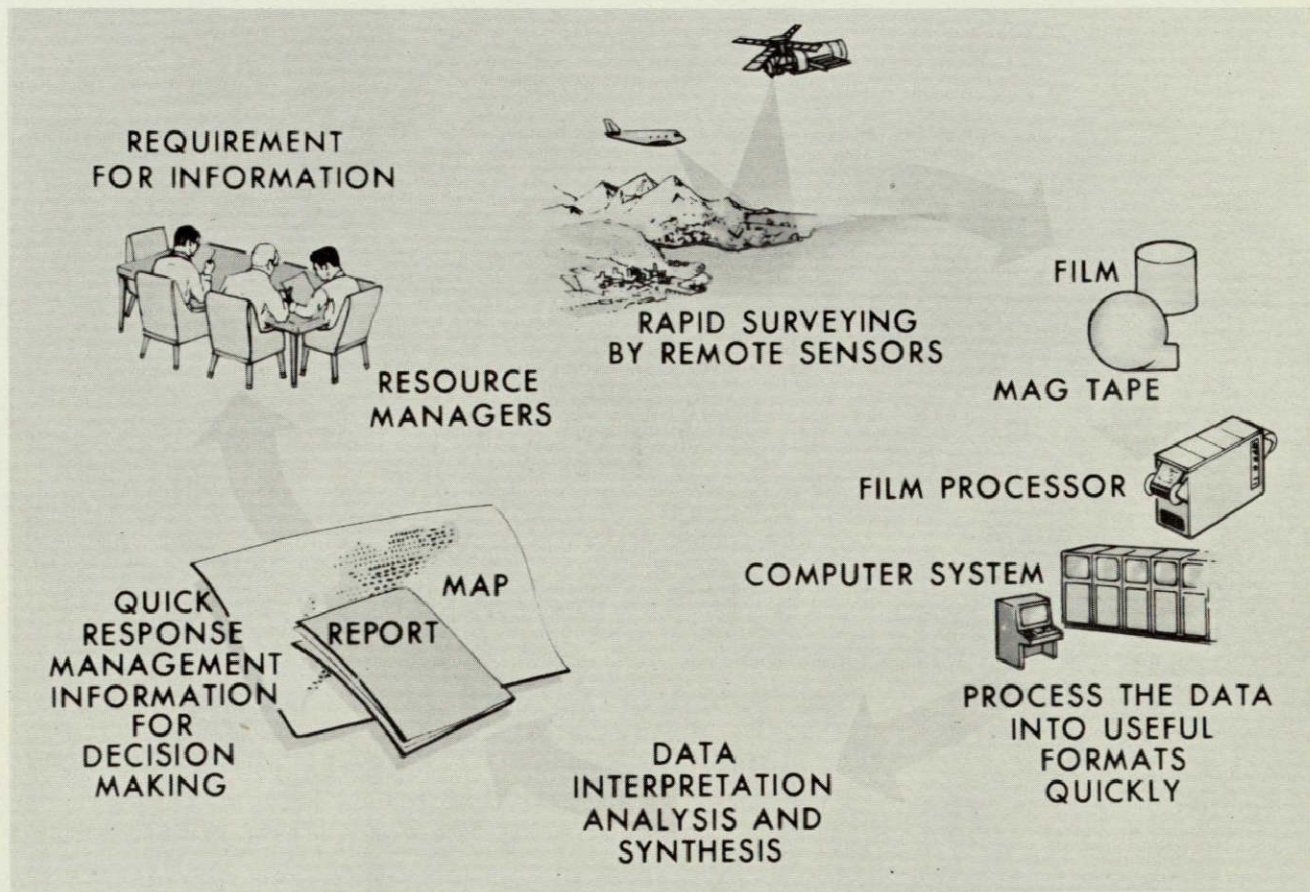 REQUIREMENT
FOR INFORMATION
RESOURCE
MANAGERS
RAPID SURVEYING
BY REMOTE SENSORS
FILM
MAG TAPE
FILM PROCESSOR
COMPUTER SYSTEM
PROCESS THE DATA
INTO USEFUL
FORMATS
QUICKLY
DATA
INTERPRETATION
ANALYSIS AND
SYNTHESIS
MAP
REPORT
QUICK
RESPONSE
MANAGEMENT
INFORMATION
FOR
DECISION
MAKING